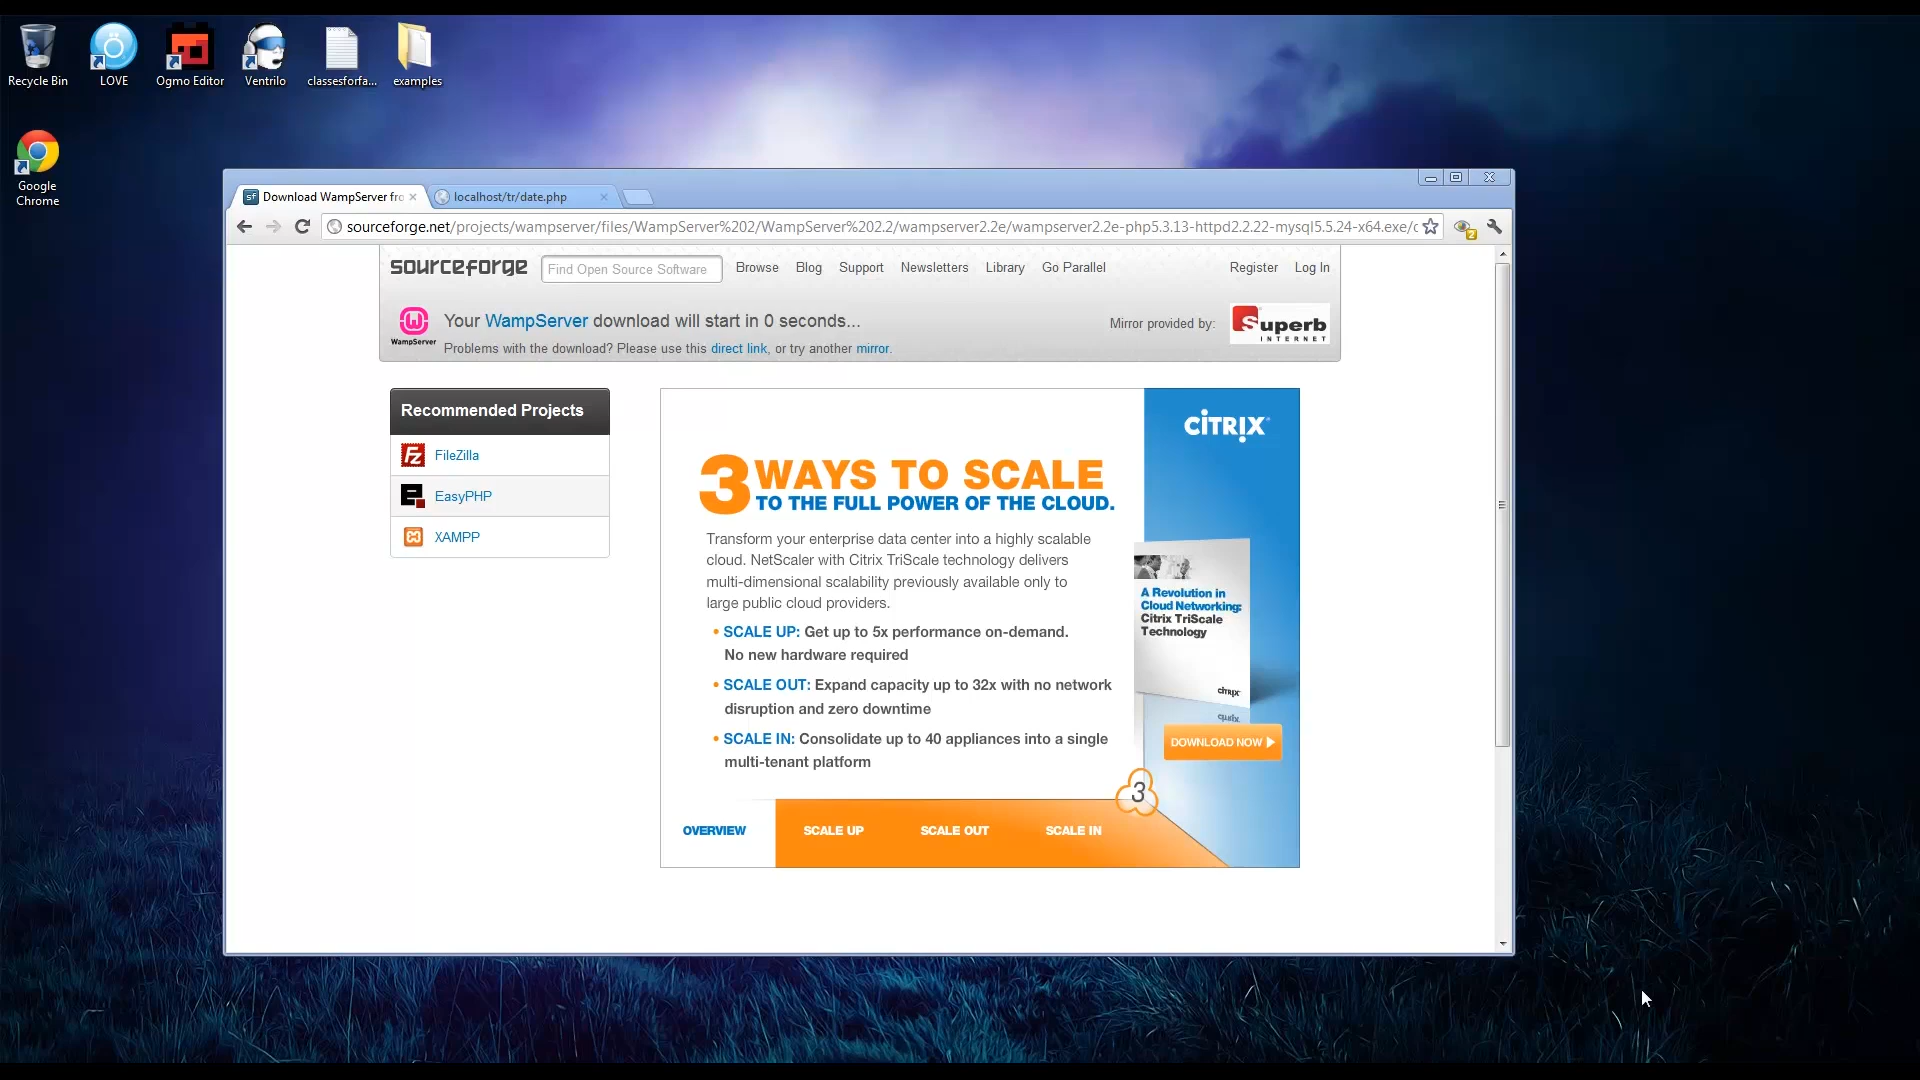 Recycle Bin
LOVE
Ogmo Editor
Ventrilo
classesforfa...
examples
Google
Chrome
Download WampServer fro
localhost/tr/date.php
sourceforge.net/projects/wampserver/files/WampServer%202/WampServer%202.2/wampserver2.2e/wampserver2.2e-php5.3.13-httpd2.2.22-mysql5.5.24-x64.exe/c
sourceforge
Find Open Source Software
Browse
Blog
Support
Newsletters
Library
Go Parallel
Register
Log In
WampServer
Your WampServer download will start in 0 seconds...
Problems with the download? Please use this direct link, or try another mirror.
Mirror provided by:
Superb
INTERNET
Recommended Projects
FileZilla
EasyPHP
XAMPP
CITRIX
3 WAYS TO SCALE
TO THE FULL POWER OF THE CLOUD.
Transform your enterprise data center into a highly scalable
cloud. NetScaler with Citrix TriScale technology delivers
multi-dimensional scalability previously available only to
large public cloud providers.
• SCALE UP: Get up to 5x performance on-demand.
No new hardware required
• SCALE OUT: Expand capacity up to 32x with no network
disruption and zero downtime
• SCALE IN: Consolidate up to 40 appliances into a single
multi-tenant platform
A Revolution in
Cloud Networking:
Citrix TriScale
Technology
CITRIX
DOWNLOAD NOW
3
OVERVIEW
SCALE UP
SCALE OUT
SCALE IN